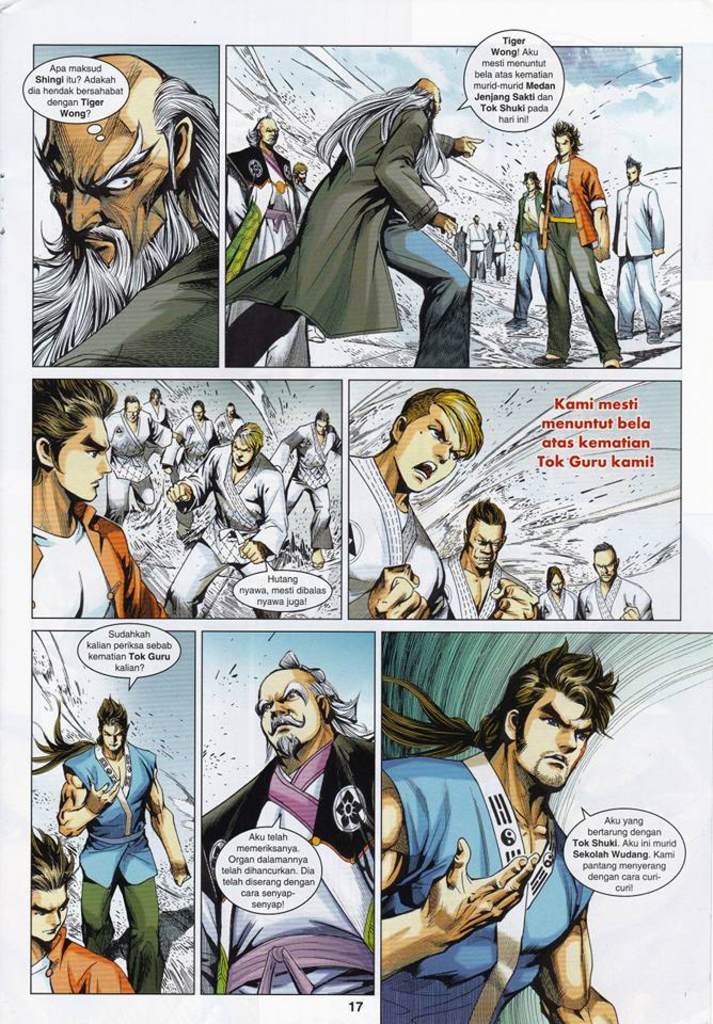 Apa maksud
Shingi itu? Adakah
dia hendak bersahabat
dengan Tiger
Wong?
Tiger
Wong! Aku
mesti menuntut
bela atas kematian
murid-murid Medan
Jenjang Sakti dan
Tok Shuki pada
hari ini!
Hutang
nyawa, mesti dibalas
nyawa juga!
Kami mesti
menuntut bela
atas kematian
Tok Guru kami!
Sudahkah
kalian periksa sebab
kematian Tok Guru
kalian?
Aku telah
memeriksanya.
Organ dalamannya
telah dihancurkan. Dia
telah diserang dengan
cara senyap-
senyap!
Aku yang
bertarung dengan
Tok Shuki. Aku ini murid
Sekolah Wudang. Kami
pantang menyerang
dengan cara curi-
curi!
17